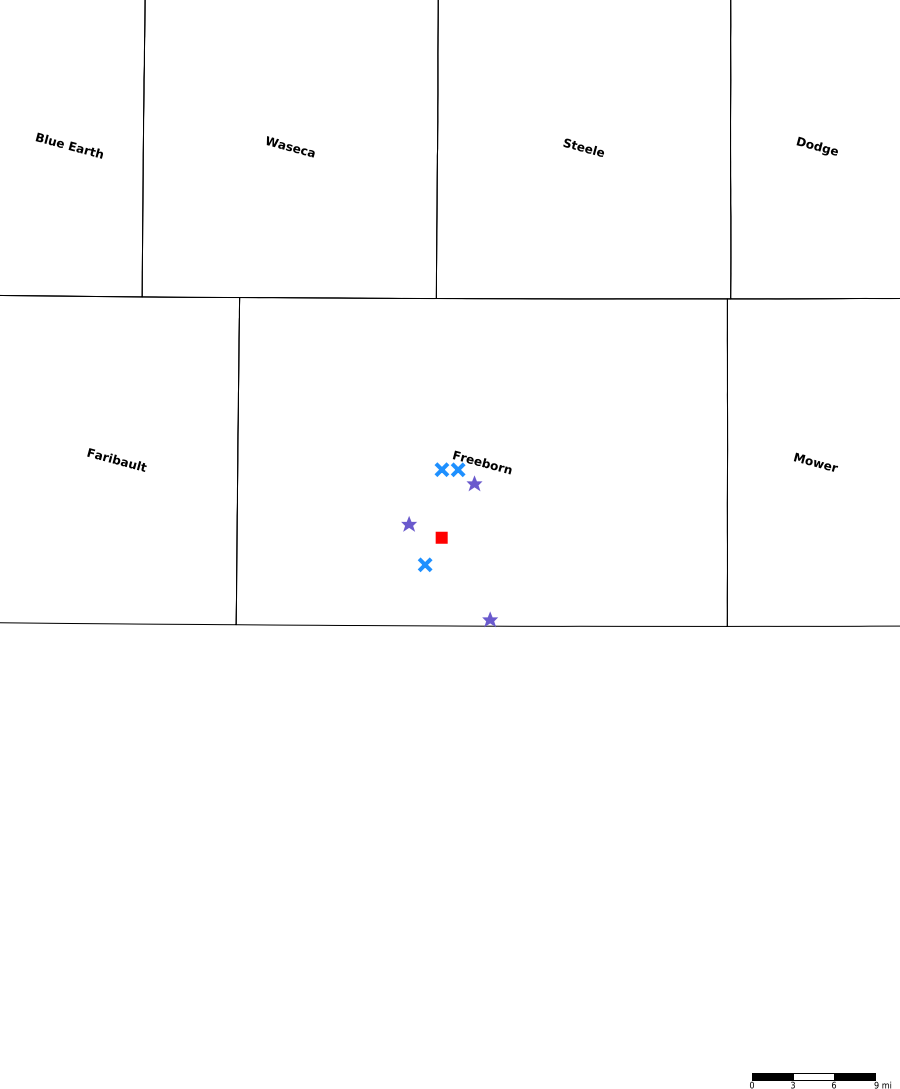 Blue Earth
Waseca
Steele
Dodge
Faribault
Freeborn
Mower
0 3 6 9 mi